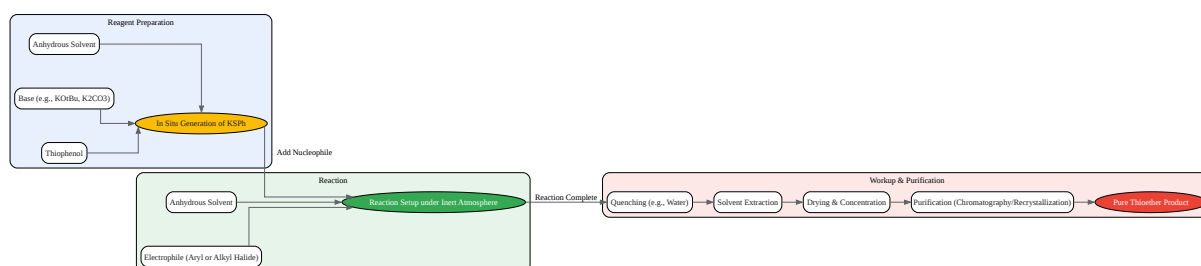 Reagent Preparation
Anhydrous Solvent
Base (e.g., KOtBu, K2CO3)
In Situ Generation of KSPh
Thiophenol
Add Nucleophile
Reaction
Anhydrous Solvent
Reaction Setup under Inert Atmosphere
Electrophile (Aryl or Alkyl Halide)
Reaction Complete
Workup & Purification
Quenching (e.g., Water)
Solvent Extraction
Drying & Concentration
Purification (Chromatography/Recrystallization)
Pure Thioether Product